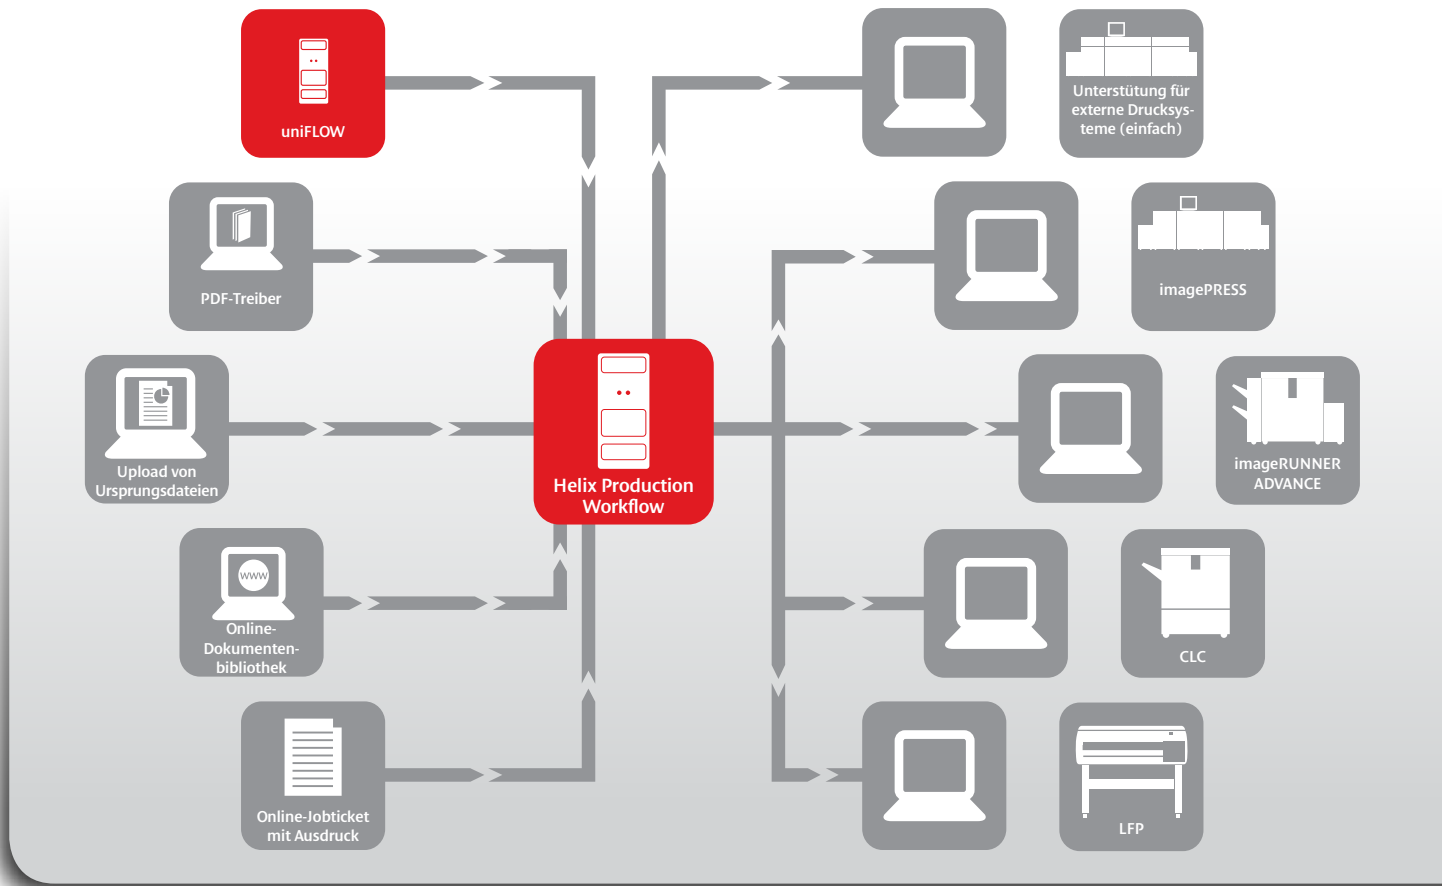 uniFLOW
Unterstütung für
externe Drucksys-
teme (einfach)
PDF-Treiber
imagePRESS
Upload von
Ursprungsdateien
Helix Production
Workflow
imageRUNNER
ADVANCE
www
Online-
Dokumenten-
bibliothek
CLC
Online-Jobticket
mit Ausdruck
LFP